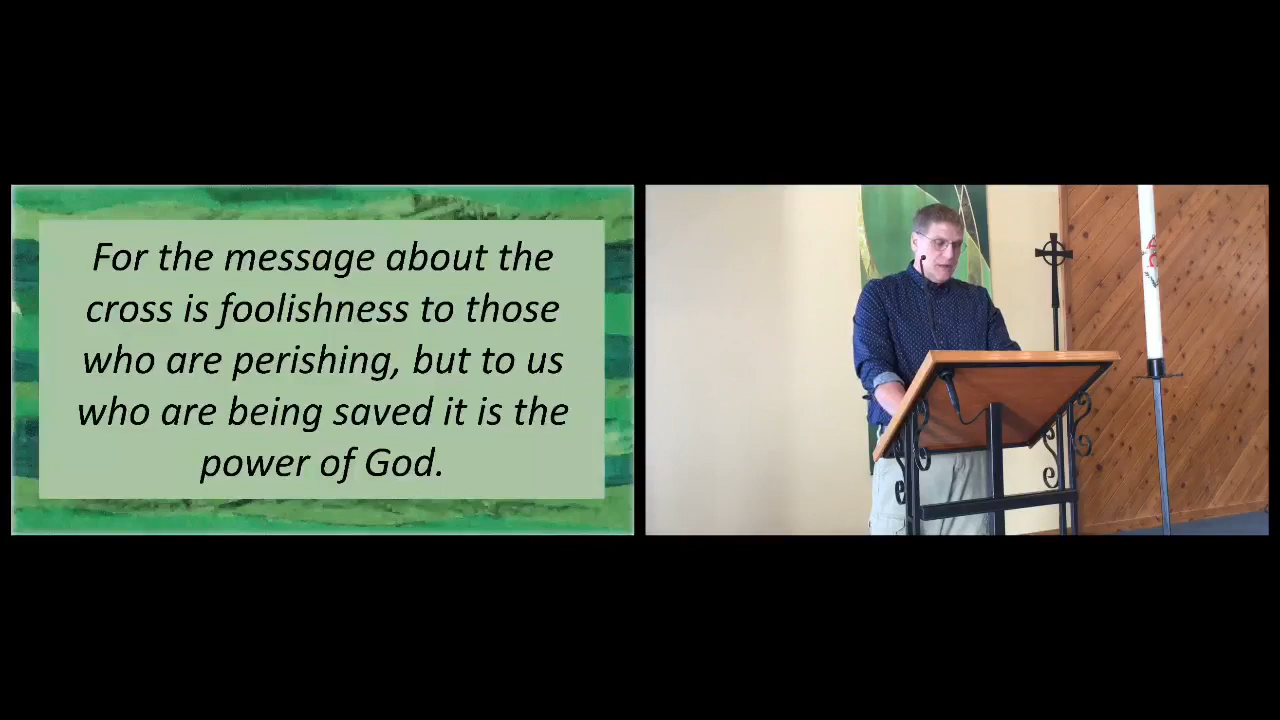 For the message about the
cross is foolishness to those
who are perishing, but to us
who are being saved it is the
power of God.